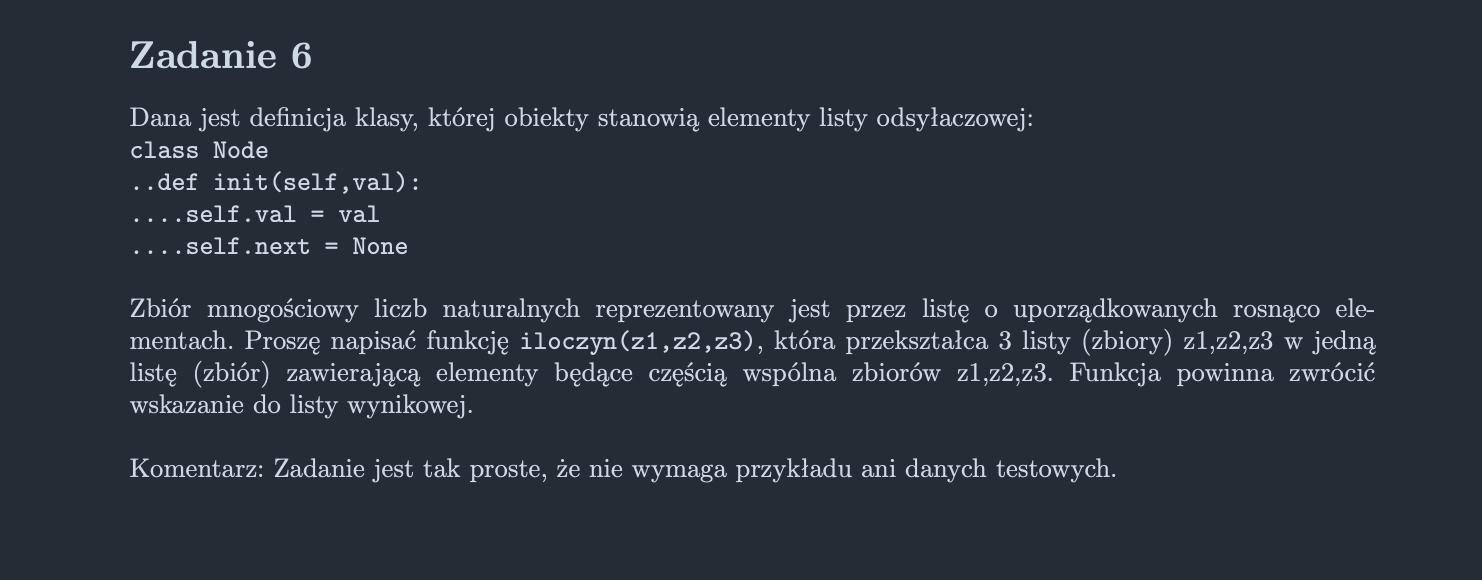 Zadanie 6
Dana jest definicja klasy, której obiekty stanowią elementy listy odsyłaczowej:
class Node
..def init(self,val):
....self.val = val
....self.next = None
Zbiór mnogościowy liczb naturalnych reprezentowany jest przez listę o uporządkowanych rosnąco ele-
mentach. Proszę napisać funkcję iloczyn(z1,z2,z3), która przekształca 3 listy (zbiory) z1,z2,z3 w jedną
listę (zbiór) zawierającą elementy będące częścią wspólna zbiorów z1,z2,z3. Funkcja powinna zwrócić
wskazanie do listy wynikowej.
Komentarz: Zadanie jest tak proste, że nie wymaga przykładu ani danych testowych.